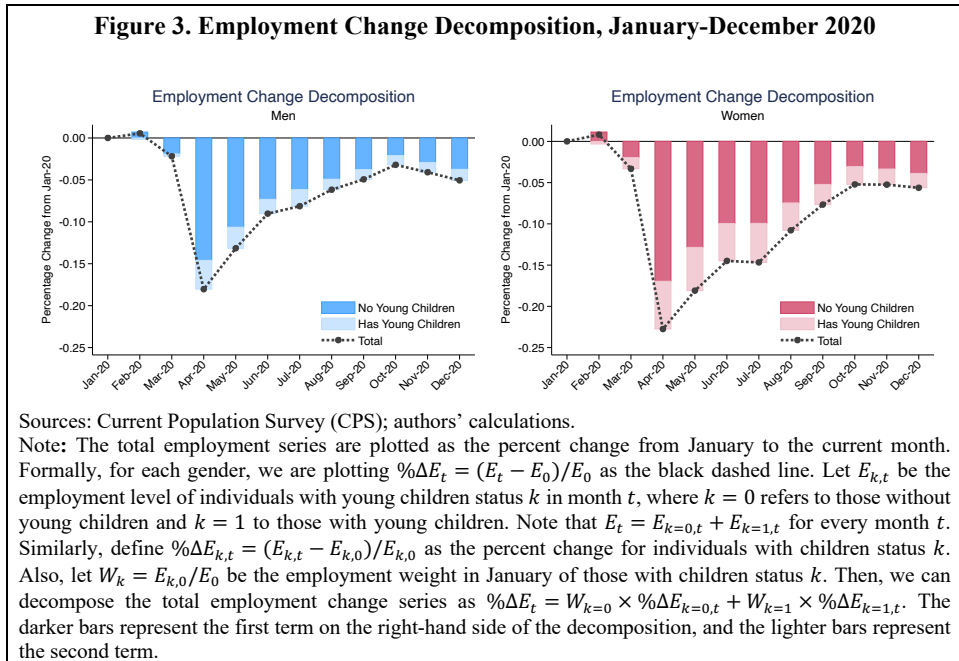 Figure 3. Employment Change Decomposition, January-December 2020
Employment Change Decomposition
Men
Percentage Change from Jan-20
0.00
-0.05
-0.10
-0.15
-0.20
-0.25
No Young Children
Has Young Children
Total
Jan-20
Feb-20
Mar-20
Apr-20
May-20
Jun-20
Jul-20
Aug-20
Sep-20
Oct-20
Nov-20
Dec-20
Employment Change Decomposition
Women
Percentage Change from Jan-20
0.00
-0.05
-0.10
-0.15
-0.20
-0.25
No Young Children
Has Young Children
Total
Jan-20
Feb-20
Mar-20
Apr-20
May-20
Jun-20
Jul-20
Aug-20
Sep-20
Oct-20
Nov-20
Dec-20
Sources: Current Population Survey (CPS); authors' calculations.
Note: The total employment series are plotted as the percent change from January to the current month.
Formally, for each gender, we are plotting %ΔE_t = (E_t − E_0)/E_0 as the black dashed line. Let E_{k,t} be the
employment level of individuals with young children status k in month t, where k = 0 refers to those without
young children and k = 1 to those with young children. Note that E_t = E_{k=0,t} + E_{k=1,t} for every month t.
Similarly, define %ΔE_{k,t} = (E_{k,t} − E_{k,0})/E_{k,0} as the percent change for individuals with children status k.
Also, let W_k = E_{k,0}/E_0 be the employment weight in January of those with children status k. Then, we can
decompose the total employment change series as %ΔE_t = W_{k=0} × %ΔE_{k=0,t} + W_{k=1} × %ΔE_{k=1,t}. The
darker bars represent the first term on the right-hand side of the decomposition, and the lighter bars represent
the second term.